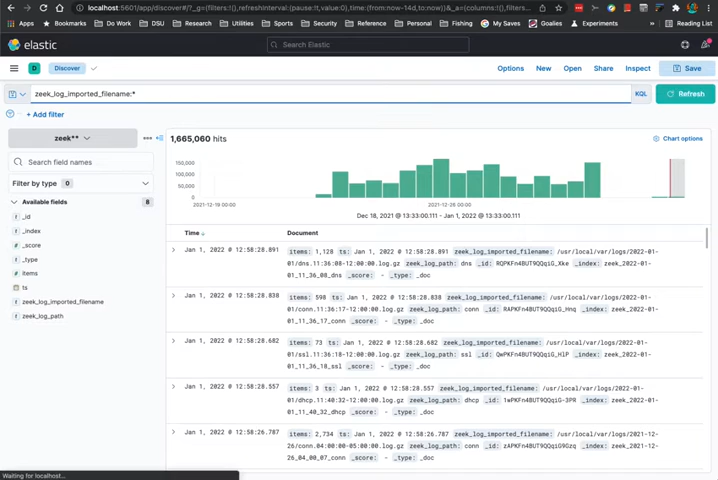 localhost:5601/app/discover#/?_g=(filters:!(),refreshInterval:(pause:!t,value:0),time:(from:now-14d,to:now))&_a=(columns:!(),filters...
Apps Bookmarks Do Work DSU Research Utilities Sports Security Reference Personal Fishing My Saves Goalies Experiments » Reading List
elastic
Search Elastic
D Discover
Options New Open Share Inspect Save
zeek_log_imported_filename:*
KQL Refresh
+ Add filter
zeek**
1,665,060 hits
Chart options
Search field names
Filter by type 0
Available fields 8
_id
_index
_score
_type
# items
ts
t zeek_log_imported_filename
t zeek_log_path
150,000
100,000
50,000
0
2021-12-19 00:00 2021-12-26 00:00
Dec 18, 2021 @ 13:33:00.111 - Jan 1, 2022 @ 13:33:00.111
Time Document
Jan 1, 2022 @ 12:58:28.891 items: 1,128 ts: Jan 1, 2022 @ 12:58:28.891 zeek_log_imported_filename: /usr/local/var/logs/2022-01-
01/dns.11:36:08-12:00:00.log.gz zeek_log_path: dns _id: RQPKFn4BUT9QQqiG_Xke _index: zeek_2022-01-
01_11_36_08_dns _score: - _type: _doc
Jan 1, 2022 @ 12:58:28.838 items: 598 ts: Jan 1, 2022 @ 12:58:28.838 zeek_log_imported_filename: /usr/local/var/logs/2022-01-
01/conn.11:36:17-12:00:00.log.gz zeek_log_path: conn _id: RAPKFn4BUT9QQqiG_Hnq _index: zeek_2022-01-
01_11_36_17_conn _score: - _type: _doc
Jan 1, 2022 @ 12:58:28.682 items: 73 ts: Jan 1, 2022 @ 12:58:28.682 zeek_log_imported_filename: /usr/local/var/logs/2022-01-
01/ssl.11:36:18-12:00:00.log.gz zeek_log_path: ssl _id: QwPKFn4BUT9QQqiG_HlP _index: zeek_2022-01-
01_11_36_18_ssl _score: - _type: _doc
Jan 1, 2022 @ 12:58:28.557 items: 3 ts: Jan 1, 2022 @ 12:58:28.557 zeek_log_imported_filename: /usr/local/var/logs/2022-01-
01/dhcp.11:40:32-12:00:00.log.gz zeek_log_path: dhcp _id: 1wPKFn4BUT9QQqiG-3PR _index: zeek_2022-01-
01_11_40_32_dhcp _score: - _type: _doc
Jan 1, 2022 @ 12:58:26.787 items: 2,734 ts: Jan 1, 2022 @ 12:58:26.787 zeek_log_imported_filename: /usr/local/var/logs/2021-12-
26/conn.04:00:00-05:00:00.log.gz zeek_log_path: conn _id: zAPKFn4BUT9QQqiG9Gzq _index: zeek_2021-12-
26_04_00_07_conn _score: - _type: _doc
Waiting for localhost...